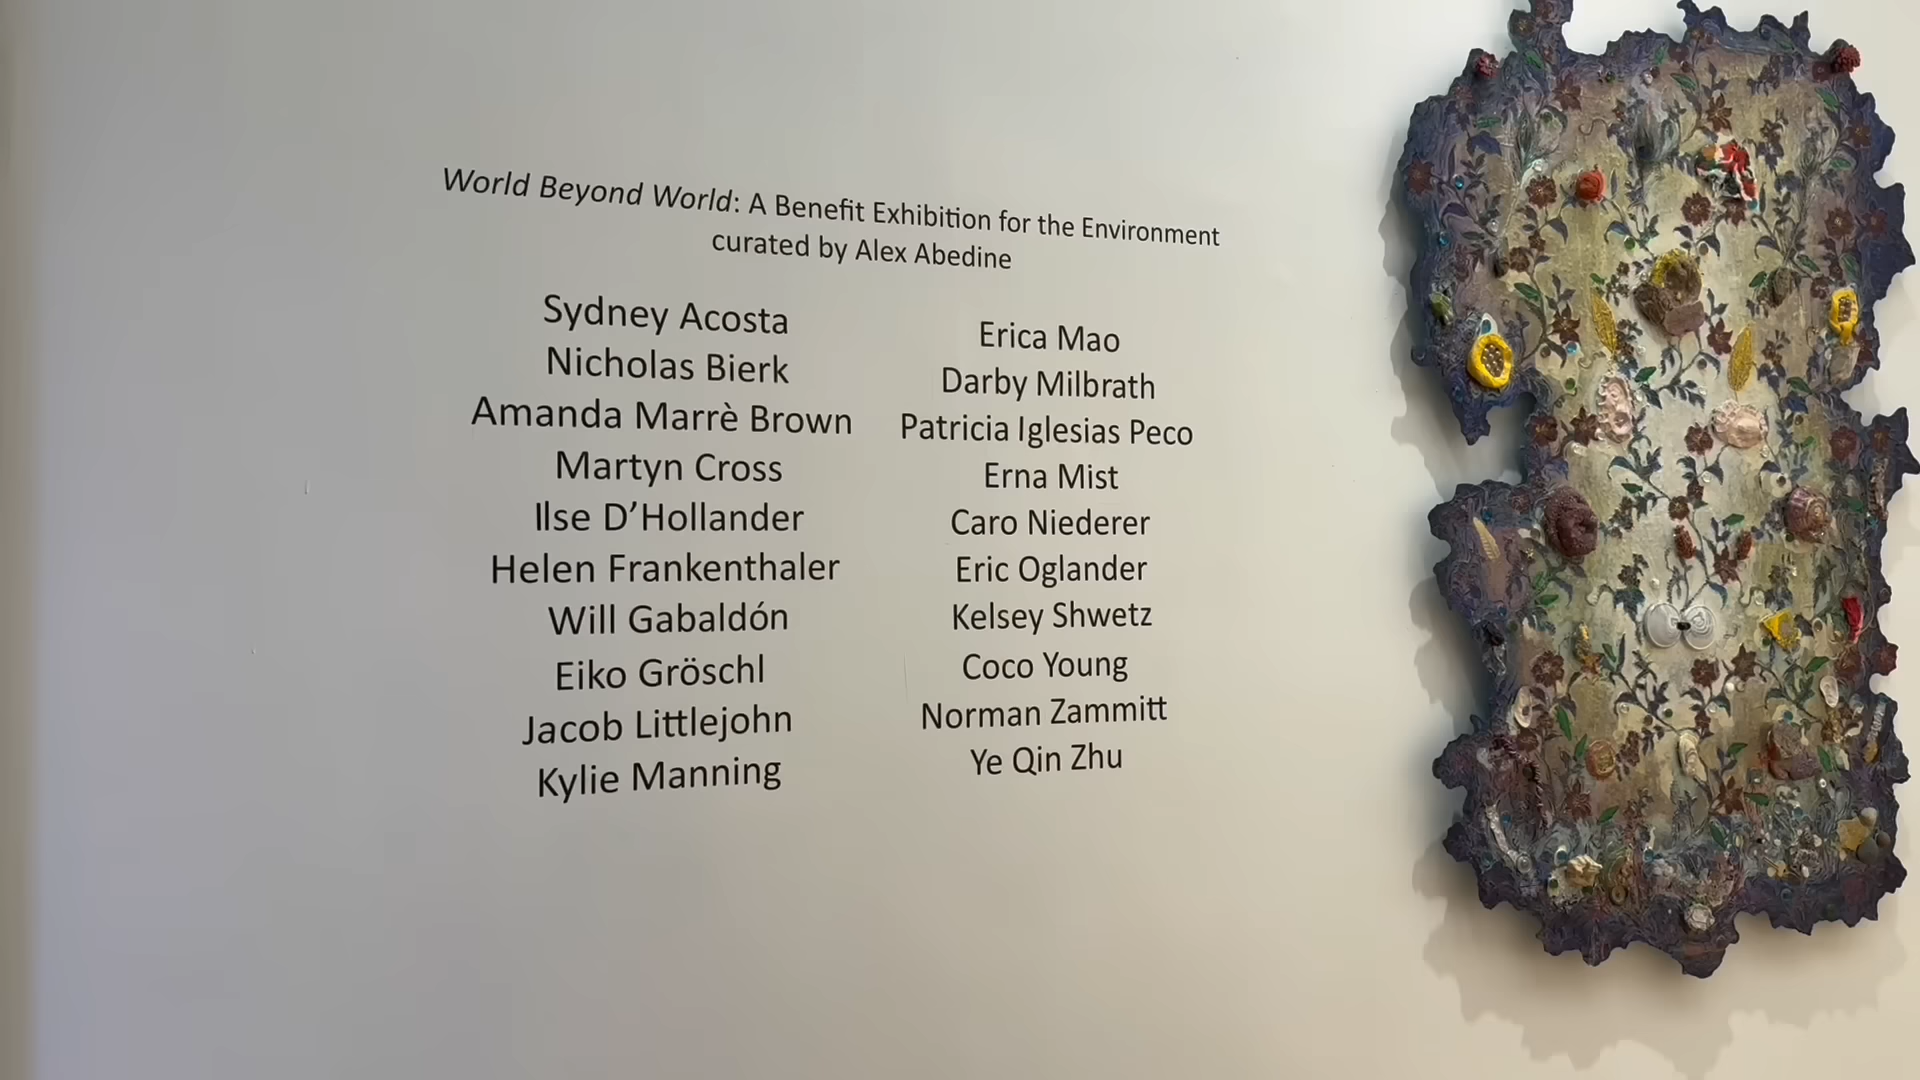 World Beyond World: A Benefit Exhibition for the Environment
curated by Alex Abedine
Sydney Acosta
Nicholas Bierk
Amanda Marrè Brown
Martyn Cross
Ilse D’Hollander
Helen Frankenthaler
Will Gabaldón
Eiko Gröschl
Jacob Littlejohn
Kylie Manning
Erica Mao
Darby Milbrath
Patricia Iglesias Peco
Erna Mist
Caro Niederer
Eric Oglander
Kelsey Shwetz
Coco Young
Norman Zammitt
Ye Qin Zhu